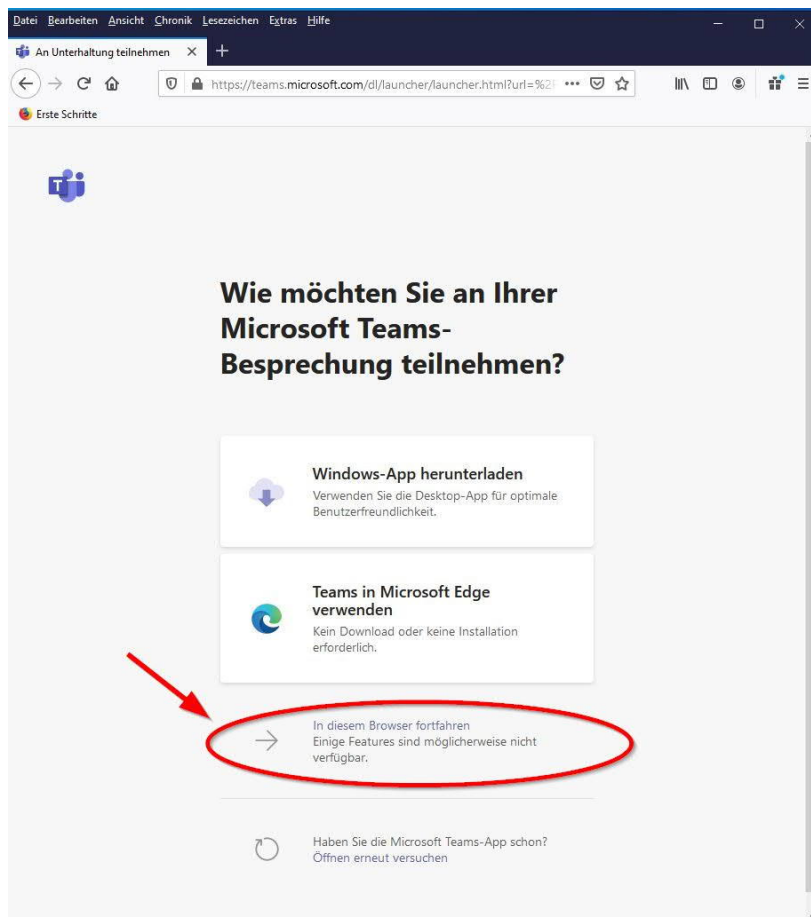 Datei Bearbeiten Ansicht Chronik Lesezeichen Extras Hilfe
An Unterhaltung teilnehmen
https://teams.microsoft.com/dl/launcher/launcher.html?url=%2
Erste Schritte
T
Wie möchten Sie an Ihrer
Microsoft Teams-
Besprechung teilnehmen?
Windows-App herunterladen
Verwenden Sie die Desktop-App für optimale
Benutzerfreundlichkeit.
Teams in Microsoft Edge
verwenden
Kein Download oder keine Installation
erforderlich.
In diesem Browser fortfahren
Einige Features sind möglicherweise nicht
verfügbar.
Haben Sie die Microsoft Teams-App schon?
Öffnen erneut versuchen